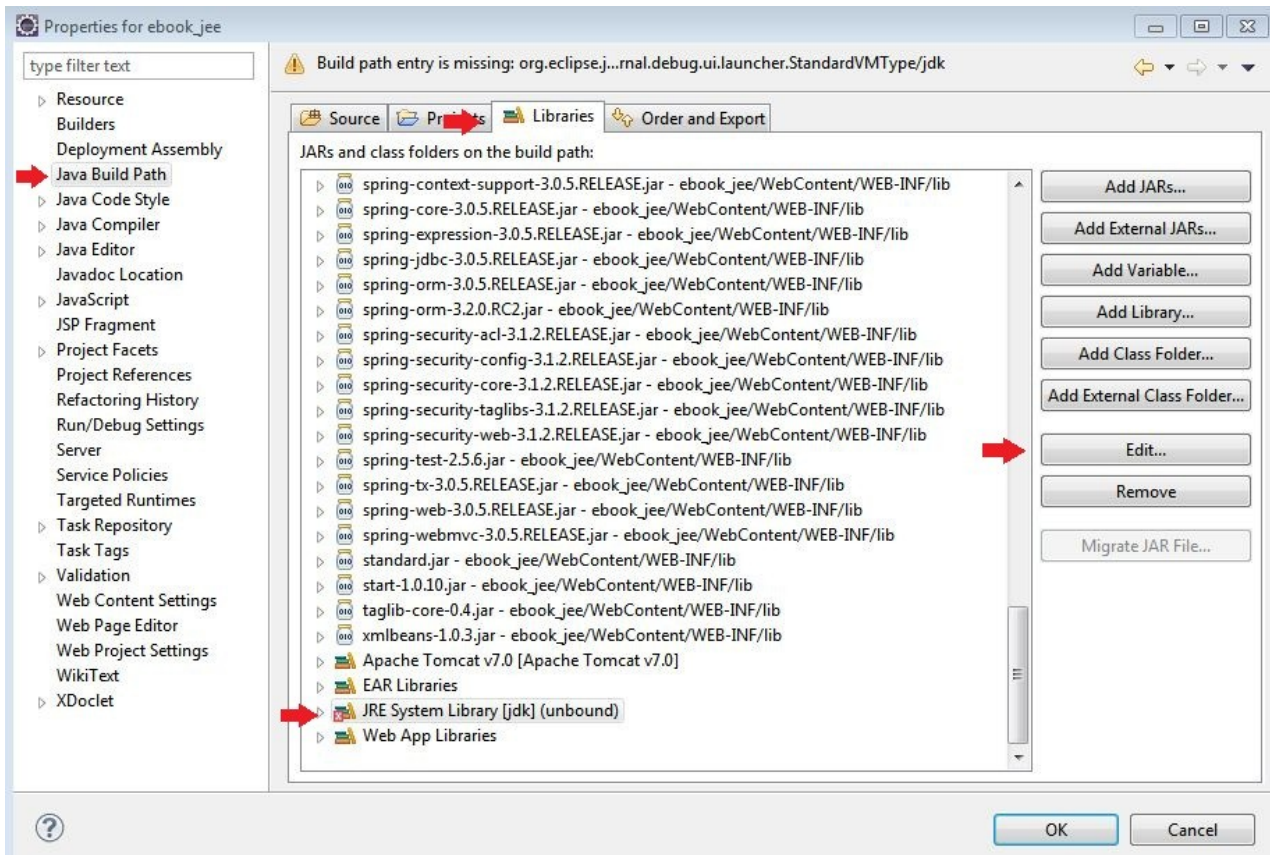 Properties for ebook_jee
type filter text
Resource
Builders
Deployment Assembly
Java Build Path
Java Code Style
Java Compiler
Java Editor
Javadoc Location
JavaScript
JSP Fragment
Project Facets
Project References
Refactoring History
Run/Debug Settings
Server
Service Policies
Targeted Runtimes
Task Repository
Task Tags
Validation
Web Content Settings
Web Page Editor
Web Project Settings
WikiText
XDoclet
Build path entry is missing: org.eclipse.j...rnal.debug.ui.launcher.StandardVMType/jdk
Source Libraries Order and Export
JARs and class folders on the build path:
spring-context-support-3.0.5.RELEASE.jar - ebook_jee/WebContent/WEB-INF/lib
spring-core-3.0.5.RELEASE.jar - ebook_jee/WebContent/WEB-INF/lib
spring-expression-3.0.5.RELEASE.jar - ebook_jee/WebContent/WEB-INF/lib
spring-jdbc-3.0.5.RELEASE.jar - ebook_jee/WebContent/WEB-INF/lib
spring-orm-3.0.5.RELEASE.jar - ebook_jee/WebContent/WEB-INF/lib
spring-orm-3.2.0.RC2.jar - ebook_jee/WebContent/WEB-INF/lib
spring-security-acl-3.1.2.RELEASE.jar - ebook_jee/WebContent/WEB-INF/lib
spring-security-config-3.1.2.RELEASE.jar - ebook_jee/WebContent/WEB-INF/lib
spring-security-core-3.1.2.RELEASE.jar - ebook_jee/WebContent/WEB-INF/lib
spring-security-taglibs-3.1.2.RELEASE.jar - ebook_jee/WebContent/WEB-INF/lib
spring-security-web-3.1.2.RELEASE.jar - ebook_jee/WebContent/WEB-INF/lib
spring-test-2.5.6.jar - ebook_jee/WebContent/WEB-INF/lib
spring-tx-3.0.5.RELEASE.jar - ebook_jee/WebContent/WEB-INF/lib
spring-web-3.0.5.RELEASE.jar - ebook_jee/WebContent/WEB-INF/lib
spring-webmvc-3.0.5.RELEASE.jar - ebook_jee/WebContent/WEB-INF/lib
standard.jar - ebook_jee/WebContent/WEB-INF/lib
start-1.0.10.jar - ebook_jee/WebContent/WEB-INF/lib
taglib-core-0.4.jar - ebook_jee/WebContent/WEB-INF/lib
xmlbeans-1.0.3.jar - ebook_jee/WebContent/WEB-INF/lib
Apache Tomcat v7.0 [Apache Tomcat v7.0]
EAR Libraries
JRE System Library [jdk] (unbound)
Web App Libraries
Add JARs...
Add External JARs...
Add Variable...
Add Library...
Add Class Folder...
Add External Class Folder...
Edit...
Remove
Migrate JAR File...
OK
Cancel